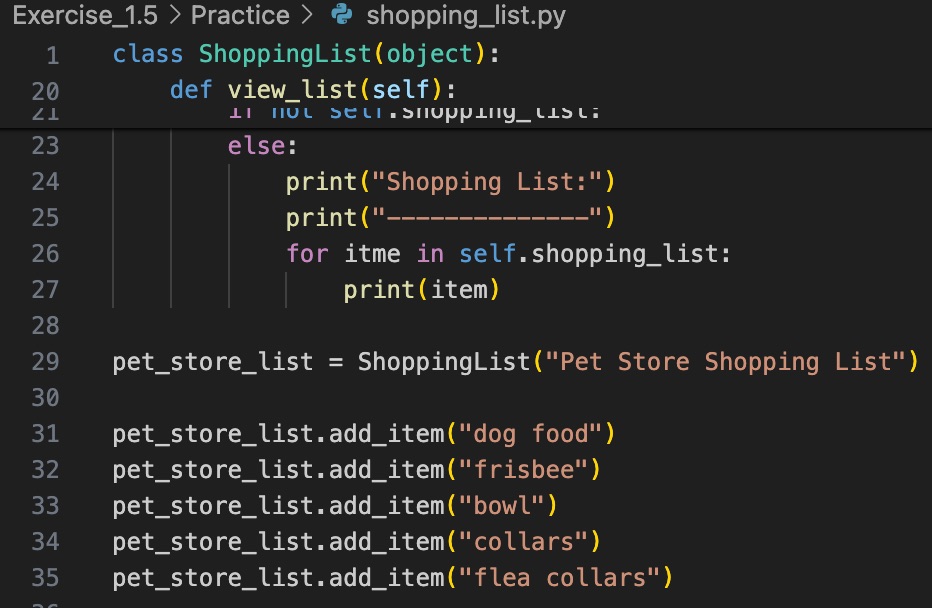 Exercise_1.5 > Practice > shopping_list.py
1 class ShoppingList(object):
20 def view_list(self):
21 if not self.shopping_list:
23 else:
24 print("Shopping List:")
25 print("--------------")
26 for itme in self.shopping_list:
27 print(item)
28
29 pet_store_list = ShoppingList("Pet Store Shopping List")
30
31 pet_store_list.add_item("dog food")
32 pet_store_list.add_item("frisbee")
33 pet_store_list.add_item("bowl")
34 pet_store_list.add_item("collars")
35 pet_store_list.add_item("flea collars")
36